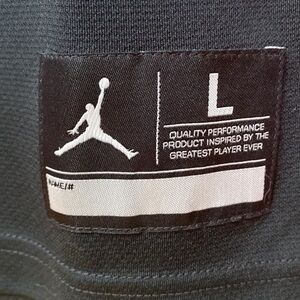 L
QUALITY PERFORMANCE
PRODUCT INSPIRED BY THE
GREATEST PLAYER EVER
NAME/#